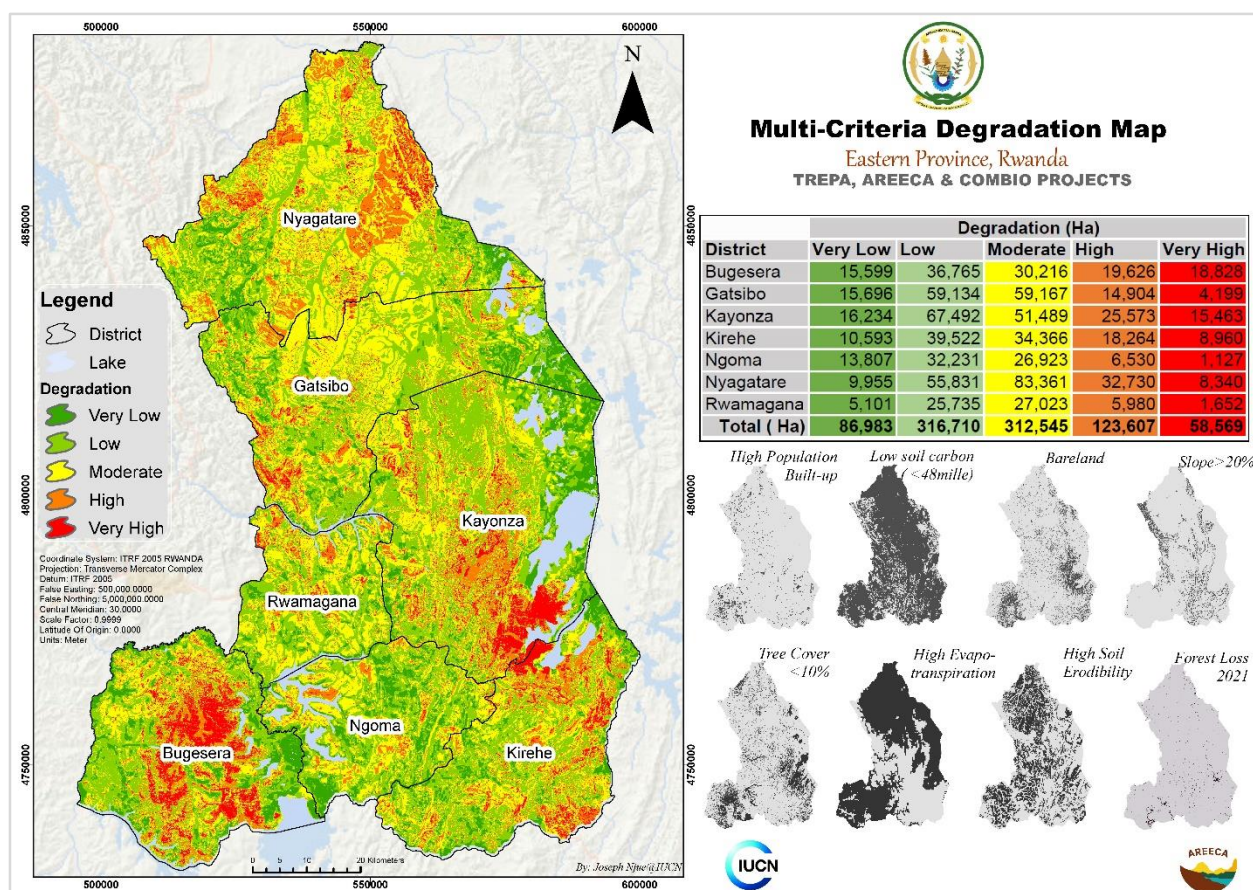 500000 550000 600000
N
4850000
4800000
4750000
4850000
4800000
4750000
Nyagatare
Gatsibo
Kayonza
Rwamagana
Ngoma
Bugesera
Kirehe
Legend
District
Lake
Degradation
Very Low
Low
Moderate
High
Very High
Coordinate System: ITRF 2005 RWANDA
Projection: Transverse Mercator Complex
Datum: ITRF 2005
False Easting: 500,000.0000
False Northing: 5,000,000.0000
Central Meridian: 30.0000
Scale Factor: 0.9999
Latitude Of Origin: 0.0000
Units: Meter
0 5 10 20 Kilometers
By: Joseph Njue@IUCN
500000 550000 600000
Multi-Criteria Degradation Map
Eastern Province, Rwanda
TREPA, AREECA & COMBIO PROJECTS
Degradation (Ha)
District Very Low Low Moderate High Very High
Bugesera 15,599 36,765 30,216 19,626 18,828
Gatsibo 15,696 59,134 59,167 14,904 4,199
Kayonza 16,234 67,492 51,489 25,573 15,463
Kirehe 10,593 39,522 34,366 18,264 8,960
Ngoma 13,807 32,231 26,923 6,530 1,127
Nyagatare 9,955 55,831 83,361 32,730 8,340
Rwamagana 5,101 25,735 27,023 5,980 1,652
Total ( Ha) 86,983 316,710 312,545 123,607 58,569
High Population
Built-up
Low soil carbon
(<48mille)
Bareland
Slope>20%
Tree Cover
<10%
High Evapo-
transpiration
High Soil
Erodibility
Forest Loss
2021
IUCN
AREECA